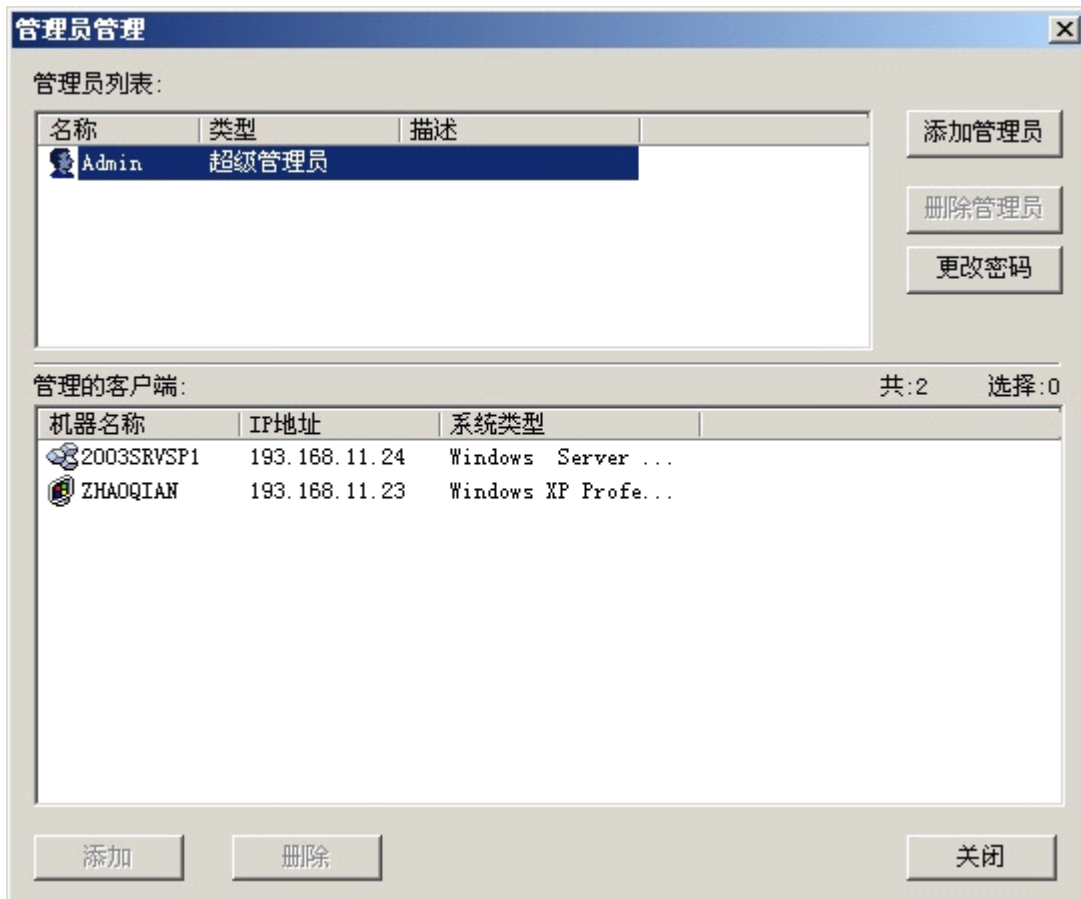 管理员管理
管理员列表:
名称 类型 描述
Admin 超级管理员
添加管理员
删除管理员
更改密码
管理的客户端: 共:2 选择:0
机器名称 IP地址 系统类型
2003SRVSP1 193.168.11.24 Windows Server ...
ZHAOQIAN 193.168.11.23 Windows XP Profe...
添加 删除 关闭